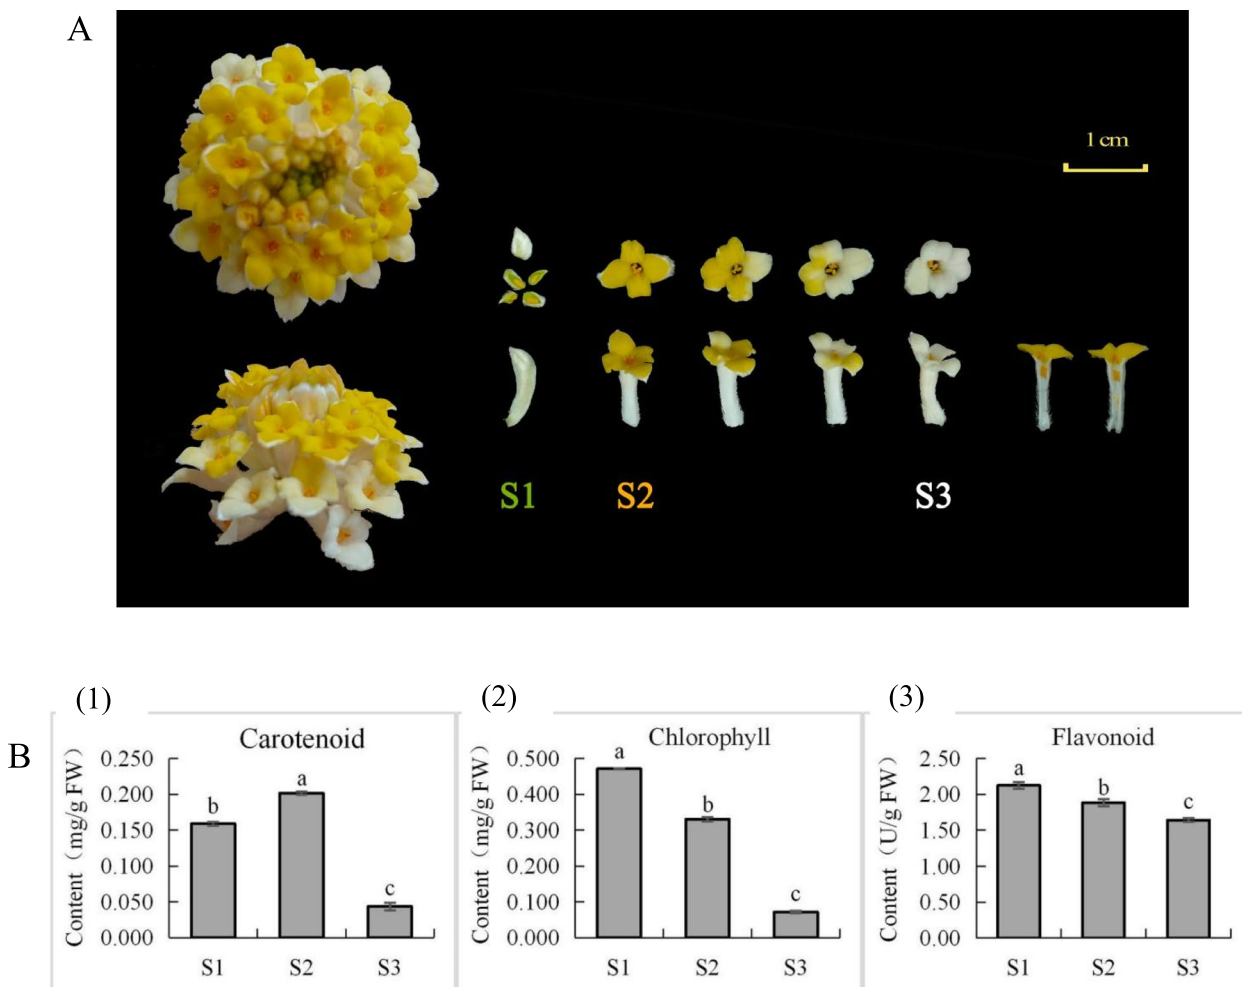 A
1 cm
S1 S2 S3
B
(1)
Carotenoid
Content（mg/g FW）
0.250
0.200
0.150
0.100
0.050
0.000
b
a
c
S1 S2 S3
(2)
Chlorophyll
Content（mg/g FW）
0.500
0.400
0.300
0.200
0.100
0.000
a
b
c
S1 S2 S3
(3)
Flavonoid
Content（U/g FW）
2.50
2.00
1.50
1.00
0.50
0.00
a
b
c
S1 S2 S3